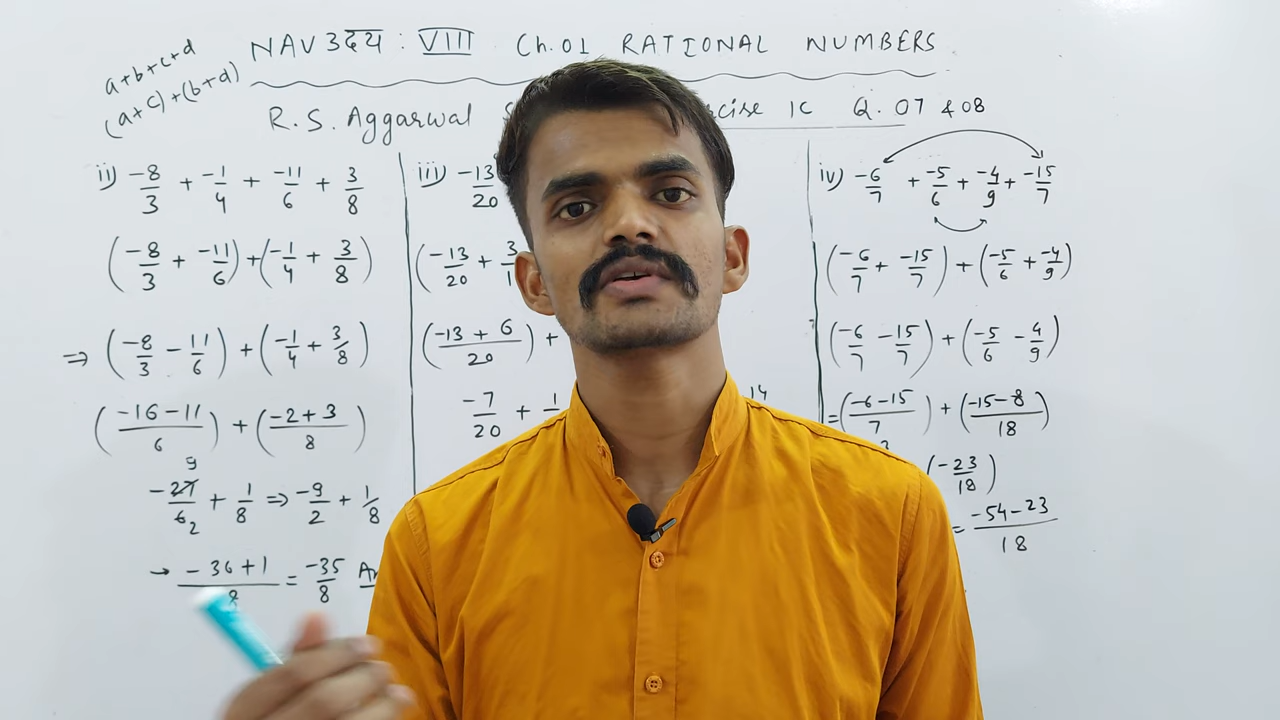 NAV3दय : VIII Ch.01 RATIONAL NUMBERS
a+b+c+d
(a+c)+(b+d)
R.S. Aggarwal
1C Q. 07 & 08
ii) -8/3 + -1/4 + -11/6 + 3/8
(-8/3 + -11/6) + (-1/4 + 3/8)
⇒ (-8/3 - 11/6) + (-1/4 + 3/8)
(-16-11/6) + (-2+3/8)
9
-27/6 2 + 1/8 ⇒ -9/2 + 1/8
→ -36+1/8 = -35/8
iii) -13/20
(-13/20 +
(-13+6/20) +
-7/20 +
14
iv) -6/7 + -5/6 + -4/9 + -15/7
(-6/7 + -15/7) + (-5/6 + -4/9)
(-6/7 - 15/7) + (-5/6 - 4/9)
= (-6-15/7) + (-15-8/18)
(-23/18)
= -54-23/18